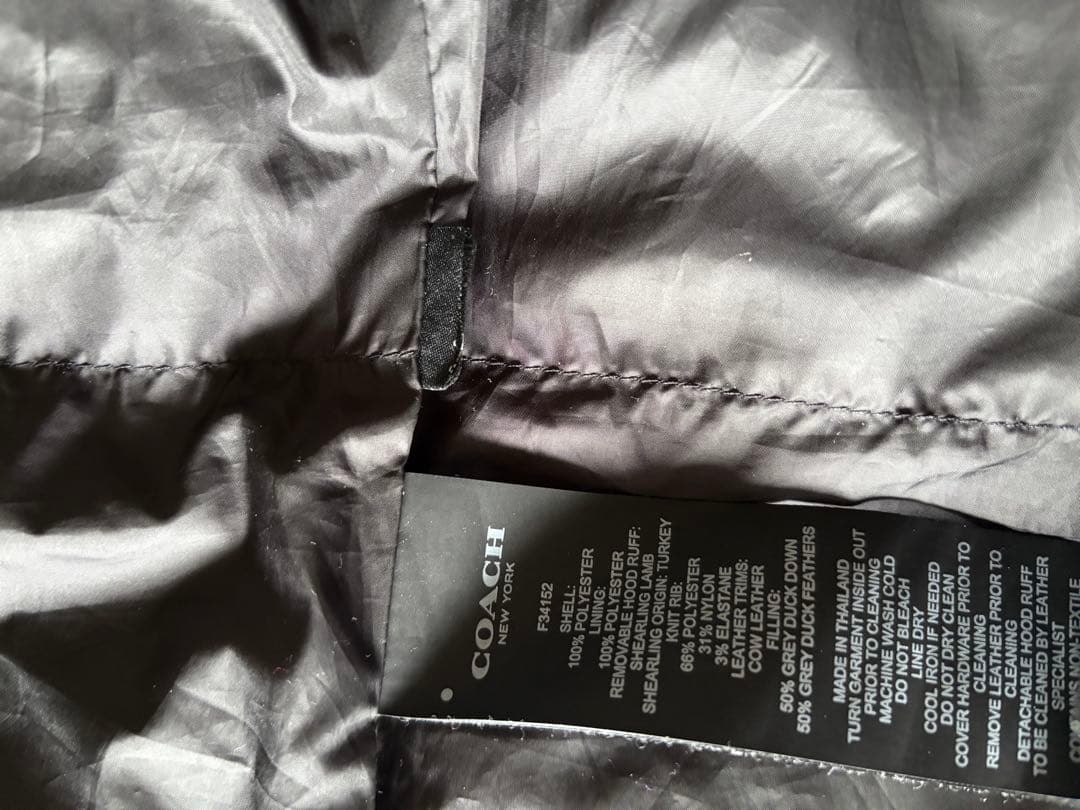 COACH
NEW YORK
F34152
SHELL:
100% POLYESTER
LINING:
100% POLYESTER
REMOVABLE HOOD RUFF:
SHEARLING LAMB
SHEARLING ORIGIN: TURKEY
KNIT RIB:
66% POLYESTER
31% NYLON
3% ELASTANE
LEATHER TRIMS:
COW LEATHER
FILLING:
50% GREY DUCK DOWN
50% GREY DUCK FEATHERS
MADE IN THAILAND
TURN GARMENT INSIDE OUT
PRIOR TO CLEANING
MACHINE WASH COLD
DO NOT BLEACH
LINE DRY
COOL IRON IF NEEDED
DO NOT DRY CLEAN
COVER HARDWARE PRIOR TO
CLEANING
REMOVE LEATHER PRIOR TO
CLEANING
DETACHABLE HOOD RUFF
TO BE CLEANED BY LEATHER
SPECIALIST
NON-TEXTILE